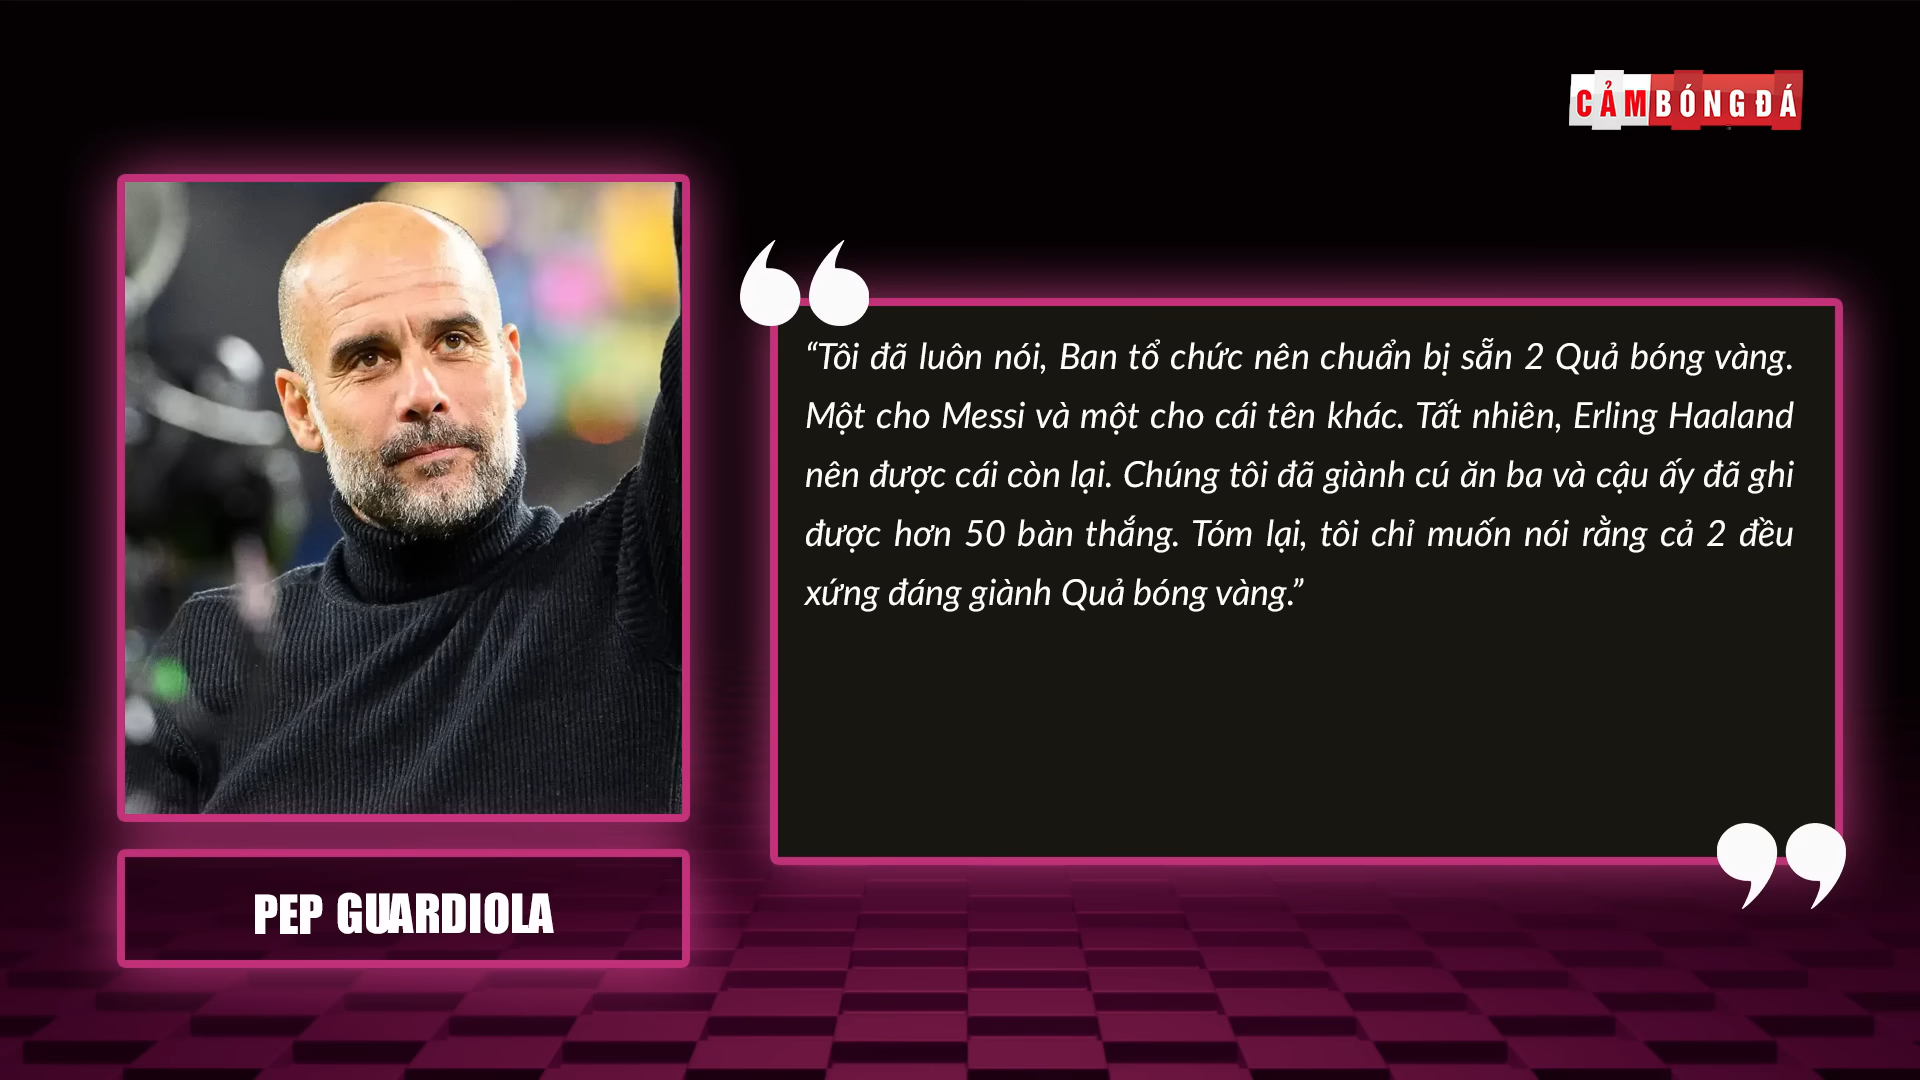 CẢMBÓNGĐÁ
“Tôi đã luôn nói, Ban tổ chức nên chuẩn bị sẵn 2 Quả bóng vàng.
Một cho Messi và một cho cái tên khác. Tất nhiên, Erling Haaland
nên được cái còn lại. Chúng tôi đã giành cú ăn ba và cậu ấy đã ghi
được hơn 50 bàn thắng. Tóm lại, tôi chỉ muốn nói rằng cả 2 đều
xứng đáng giành Quả bóng vàng.”
PEP GUARDIOLA